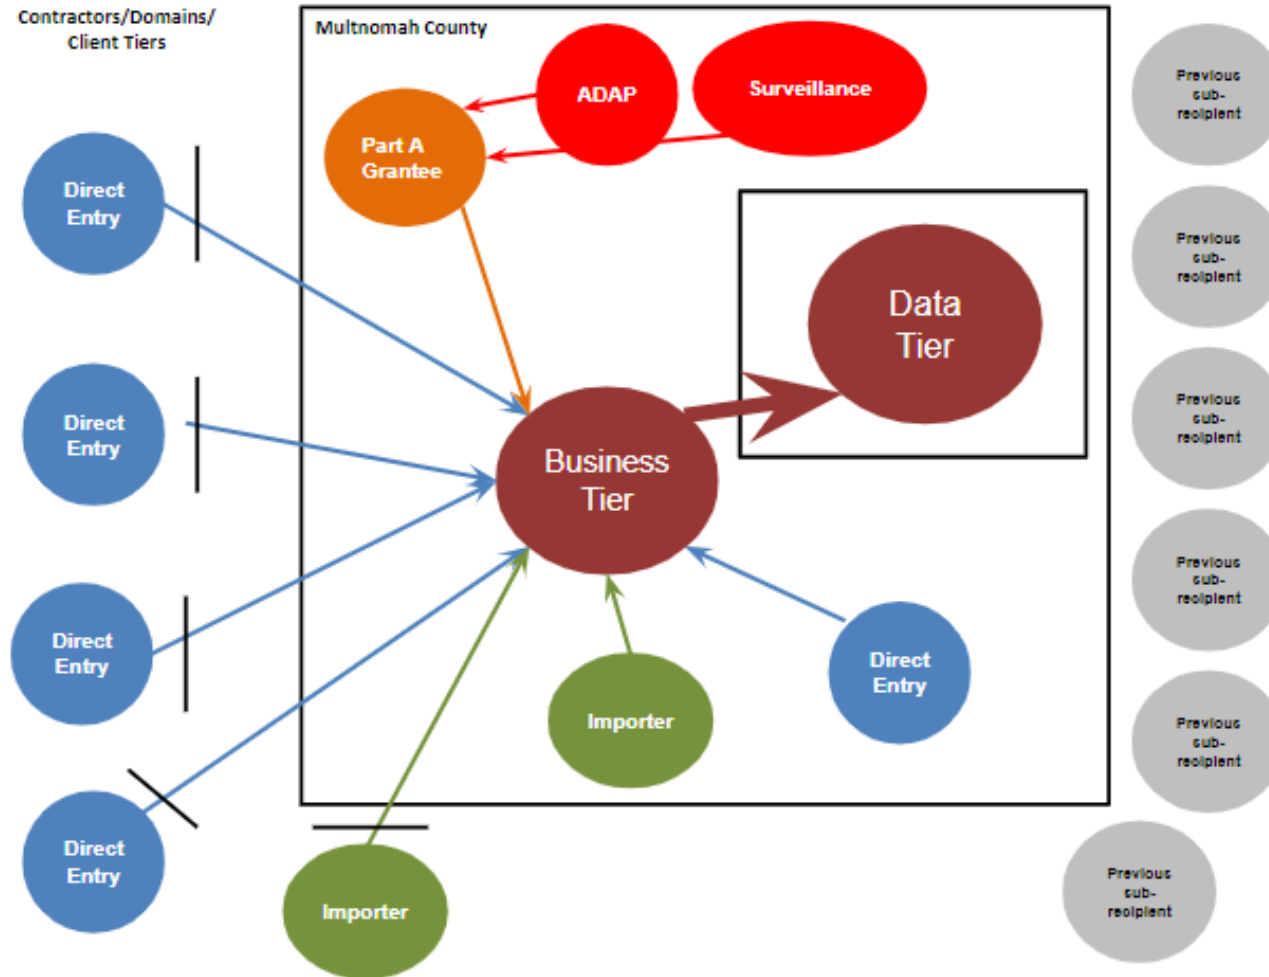 Contractors/Domains/
Client Tiers
Multnomah County
ADAP
Surveillance
Part A
Grantee
Direct
Entry
Data
Tier
Direct
Entry
Business
Tier
Direct
Entry
Importer
Direct
Entry
Direct
Entry
Importer
Previous
sub-
recipient
Previous
sub-
recipient
Previous
sub-
recipient
Previous
sub-
recipient
Previous
sub-
recipient
Previous
sub-
recipient